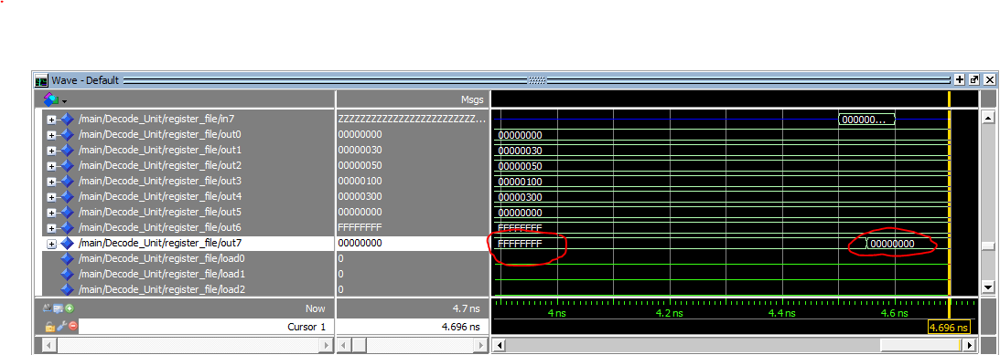 Wave - Default
Msgs
/main/Decode_Unit/register_file/in7 ZZZZZZZZZZZZZZZZZZZZZZZZZZ... 000000...
/main/Decode_Unit/register_file/out0 00000000 00000000
/main/Decode_Unit/register_file/out1 00000030 00000030
/main/Decode_Unit/register_file/out2 00000050 00000050
/main/Decode_Unit/register_file/out3 00000100 00000100
/main/Decode_Unit/register_file/out4 00000300 00000300
/main/Decode_Unit/register_file/out5 00000000 00000000
/main/Decode_Unit/register_file/out6 FFFFFFFF FFFFFFFF
/main/Decode_Unit/register_file/out7 00000000 FFFFFFFF 00000000
/main/Decode_Unit/register_file/load0 0
/main/Decode_Unit/register_file/load1 0
/main/Decode_Unit/register_file/load2 0
Now 4.7 ns 4 ns 4.2 ns 4.4 ns 4.6 ns
Cursor 1 4.696 ns 4.696 ns